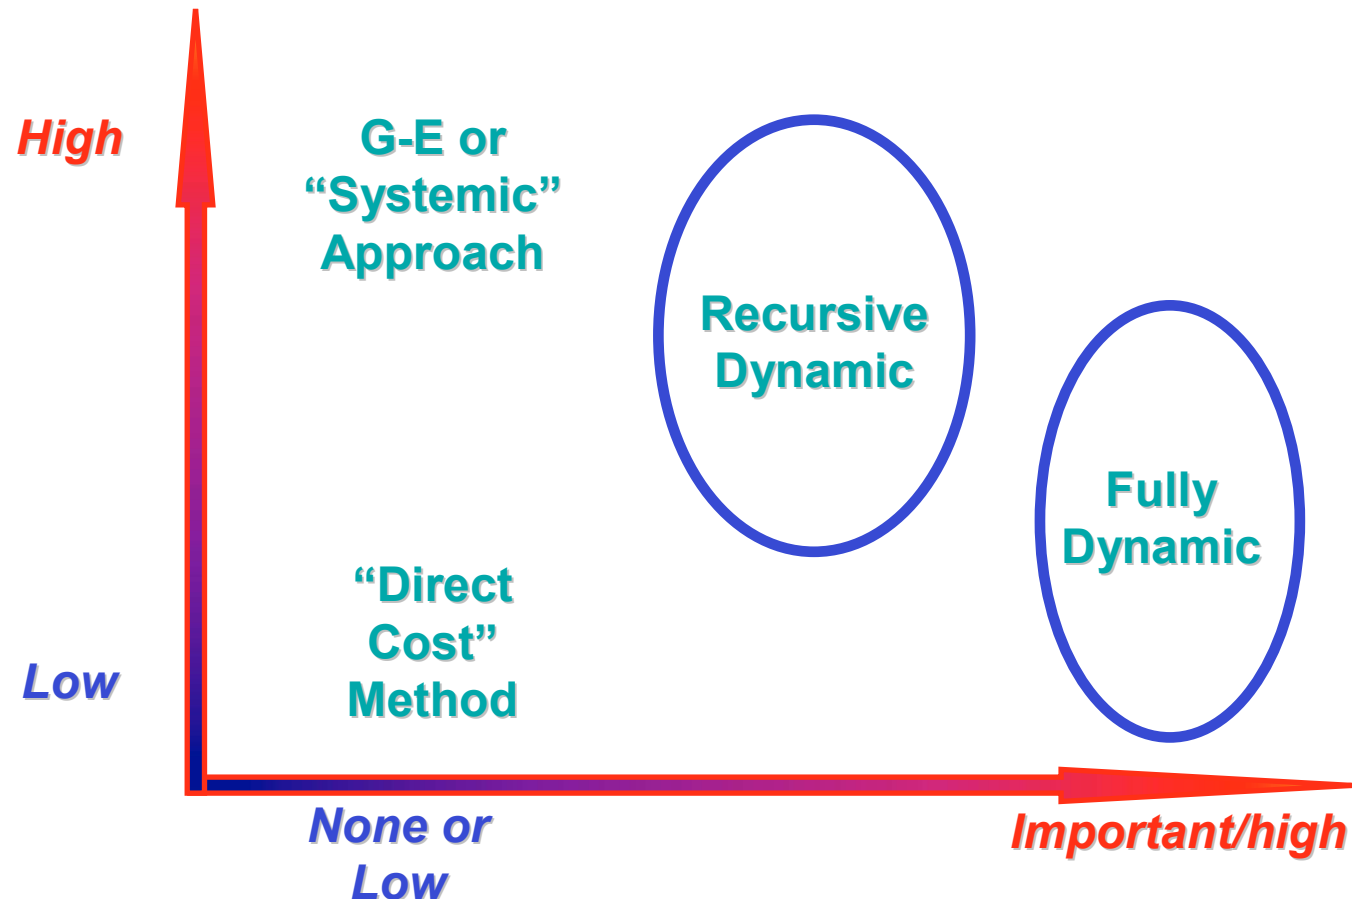 High
G-E or
“Systemic”
Approach
Recursive
Dynamic
Fully
Dynamic
“Direct
Cost”
Method
Low
None or
Low
Important/high